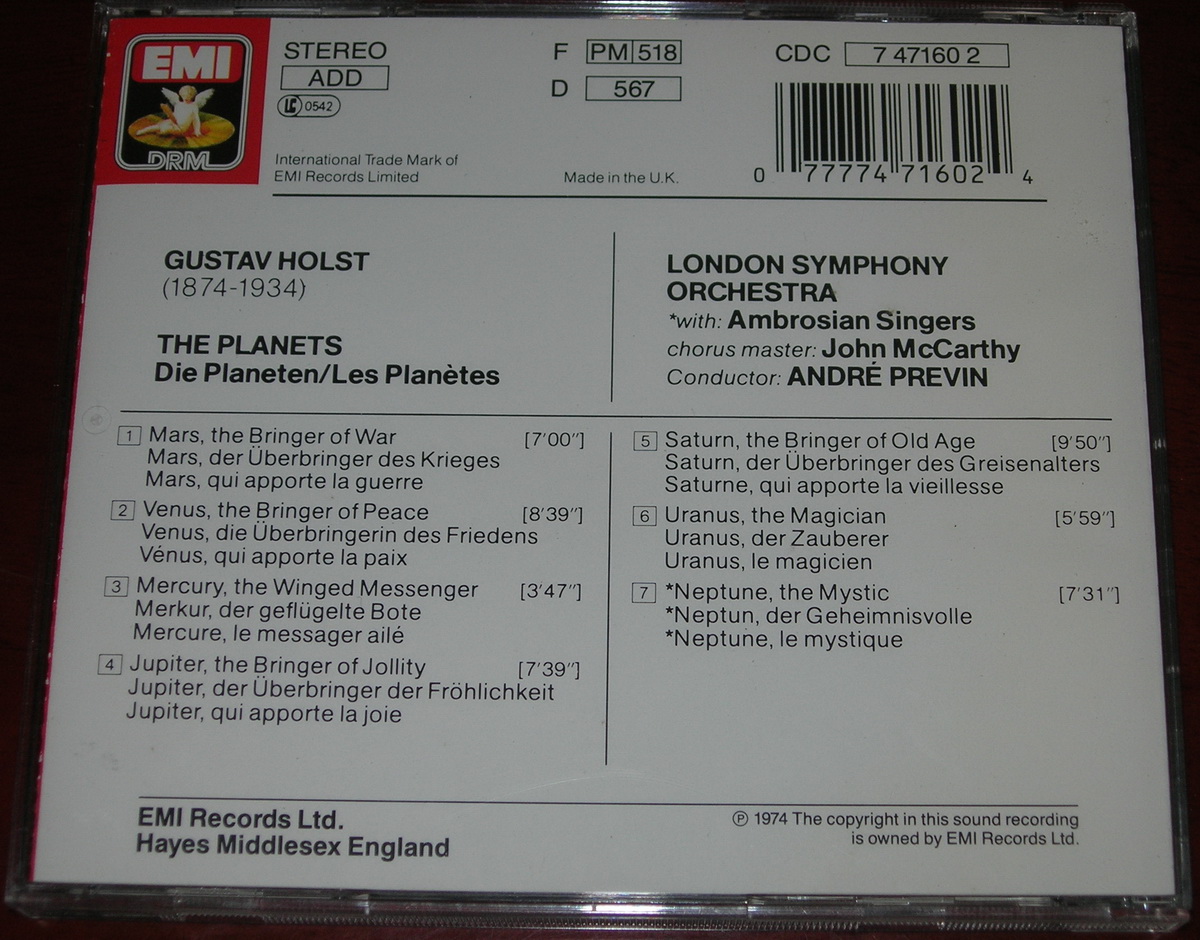 EMI
DRM
STEREO
ADD
LC 0542
International Trade Mark of
EMI Records Limited
F PM 518
D 567
Made in the U.K.
CDC 7 47160 2
0 77774 71602 4
GUSTAV HOLST
(1874-1934)
THE PLANETS
Die Planeten/Les Planètes
LONDON SYMPHONY
ORCHESTRA
*with: Ambrosian Singers
chorus master: John McCarthy
Conductor: ANDRÉ PREVIN
1 Mars, the Bringer of War [7′00″]
Mars, der Überbringer des Krieges
Mars, qui apporte la guerre
2 Venus, the Bringer of Peace [8′39″]
Venus, die Überbringerin des Friedens
Vénus, qui apporte la paix
3 Mercury, the Winged Messenger [3′47″]
Merkur, der geflügelte Bote
Mercure, le messager ailé
4 Jupiter, the Bringer of Jollity [7′39″]
Jupiter, der Überbringer der Fröhlichkeit
Jupiter, qui apporte la joie
5 Saturn, the Bringer of Old Age [9′50″]
Saturn, der Überbringer des Greisenalters
Saturne, qui apporte la vieillesse
6 Uranus, the Magician [5′59″]
Uranus, der Zauberer
Uranus, le magicien
7 *Neptune, the Mystic [7′31″]
*Neptun, der Geheimnisvolle
*Neptune, le mystique
EMI Records Ltd.
Hayes Middlesex England
℗ 1974 The copyright in this sound recording
is owned by EMI Records Ltd.